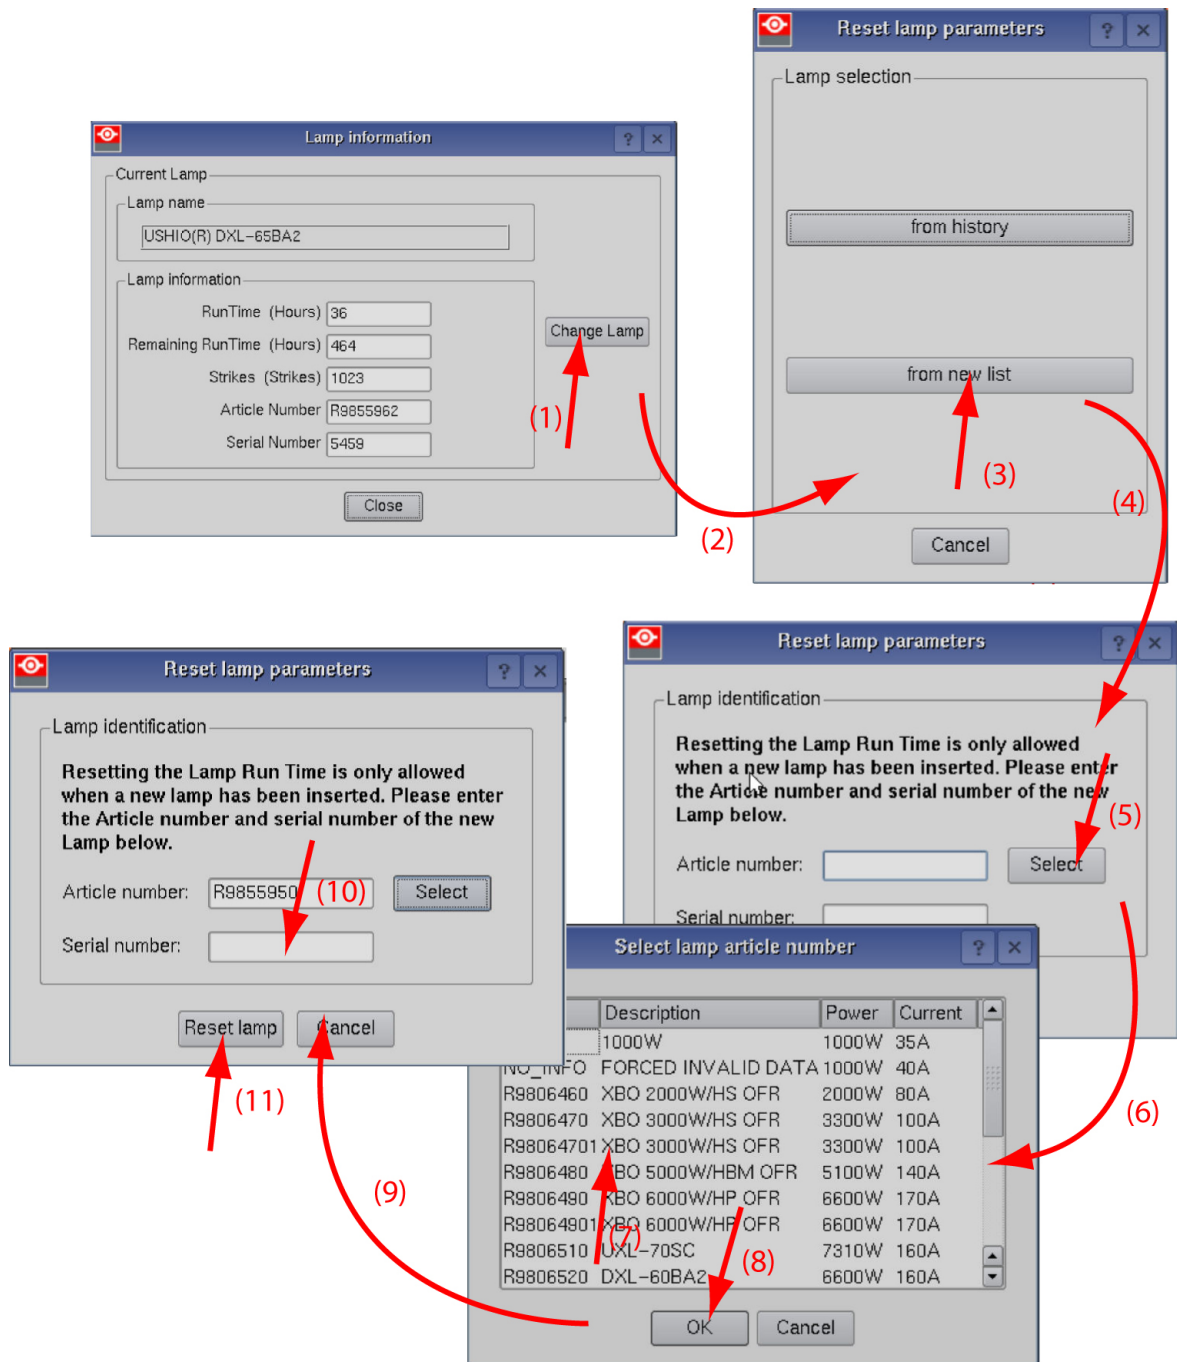 Lamp information
? ×
Current Lamp
Lamp name
USHIO(R) DXL-65BA2
Lamp information
RunTime (Hours) 36
Remaining RunTime (Hours) 464
Strikes (Strikes) 1023
Article Number R9855962
Serial Number 5459
Change Lamp
(1)
Close
(2)
Reset lamp parameters
? ×
Lamp selection
from history
from new list
(3)
(4)
Cancel
Reset lamp parameters
? ×
Lamp identification
Resetting the Lamp Run Time is only allowed
when a new lamp has been inserted. Please enter
the Article number and serial number of the new
Lamp below.
(5)
Article number: Select
Serial number:
(6)
Select lamp article number
? ×
Description Power Current
1000W 1000W 35A
NO_INFO FORCED INVALID DATA 1000W 40A
R9806460 XBO 2000W/HS OFR 2000W 80A
R9806470 XBO 3000W/HS OFR 3300W 100A
R98064701 XBO 3000W/HS OFR 3300W 100A
R9806480 XBO 5000W/HBM OFR 5100W 140A
R9806490 XBO 6000W/HP OFR 6600W 170A
R98064901 XBO 6000W/HP OFR 6600W 170A
R9806510 UXL-70SC 7310W 160A
R9806520 DXL-60BA2 6600W 160A
(7)
(8)
OK Cancel
(9)
Reset lamp parameters
? ×
Lamp identification
Resetting the Lamp Run Time is only allowed
when a new lamp has been inserted. Please enter
the Article number and serial number of the new
Lamp below.
Article number: R9855950 (10) Select
Serial number:
Reset lamp Cancel
(11)